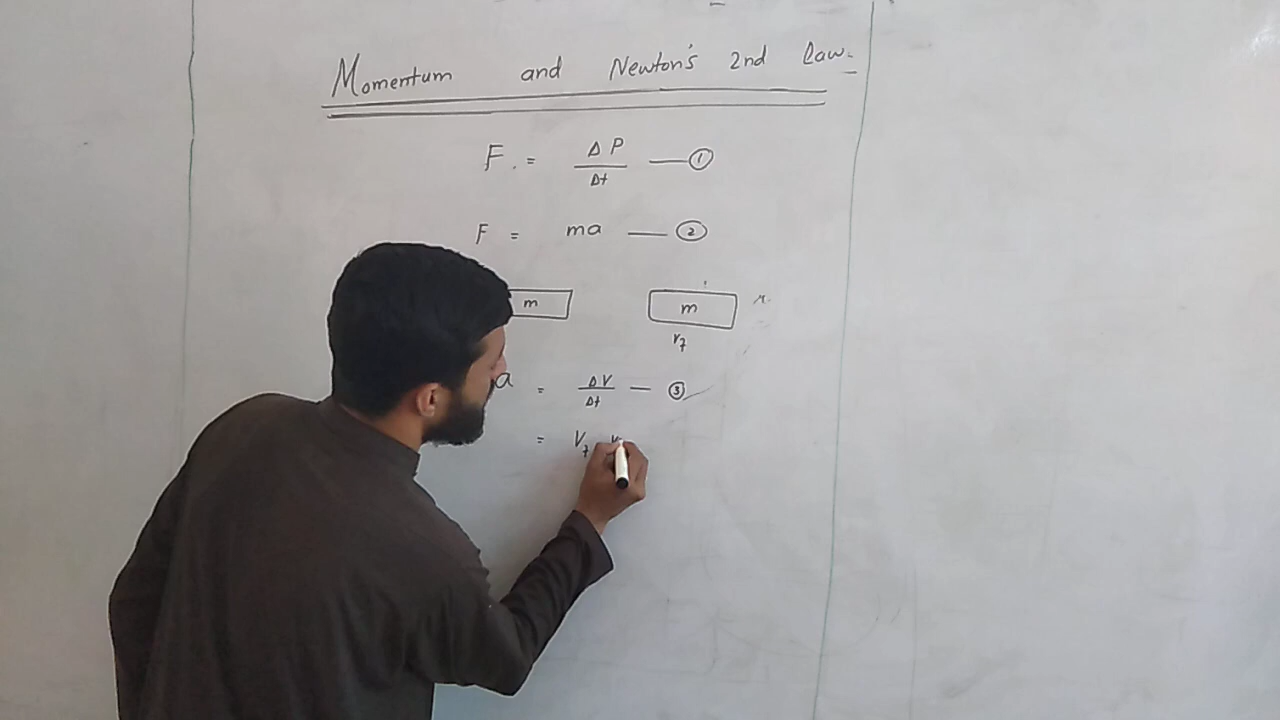 Momentum and Newton's 2nd law.
F. = ΔP/Δt — ①
F = ma — ②
m m
vf
a = ΔV/Δt — ③
= Vf